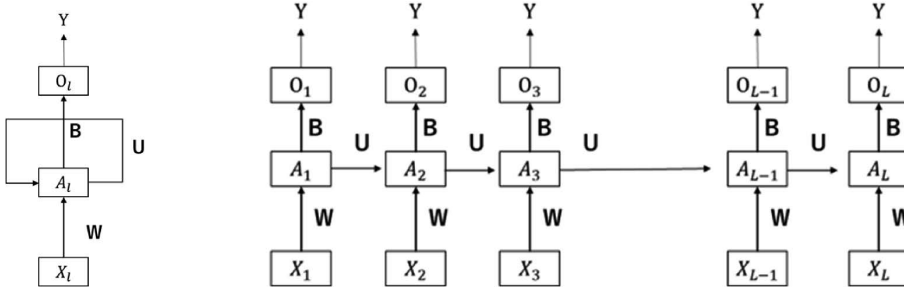 Y Y Y Y Y Y
O_l O_1 O_2 O_3 O_{L-1} O_L
B B B B B B
U U U U U
A_l A_1 A_2 A_3 A_{L-1} A_L
W W W W W W
X_l X_1 X_2 X_3 X_{L-1} X_L